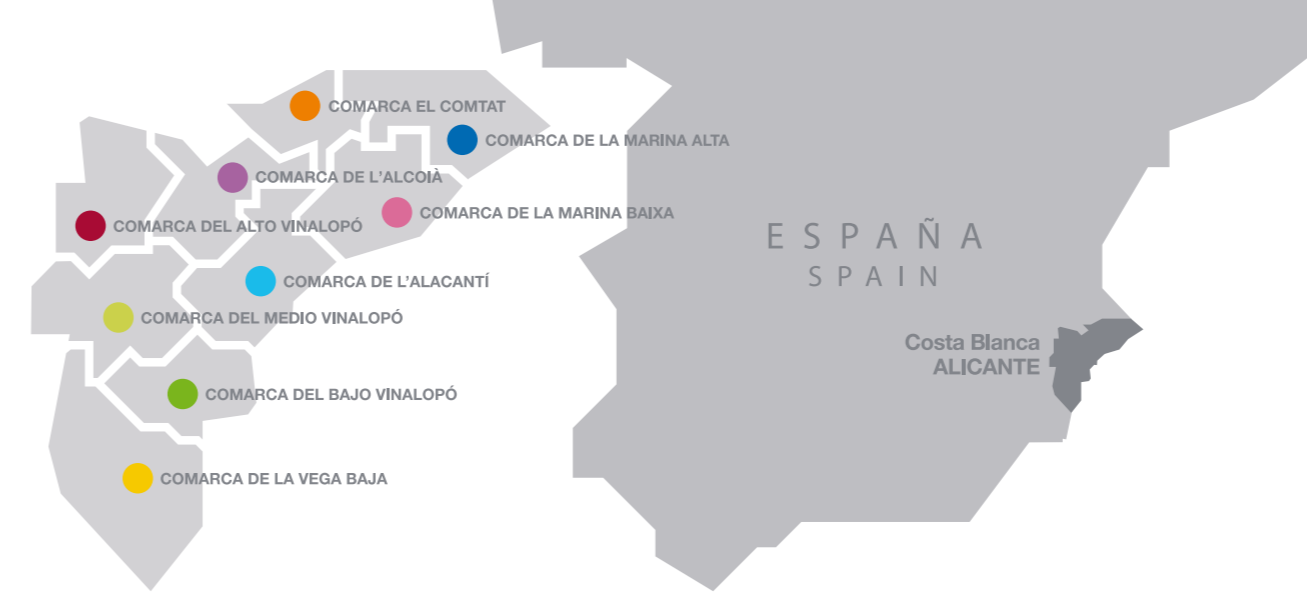 COMARCA EL COMTAT
COMARCA DE LA MARINA ALTA
COMARCA DE L'ALCOIÀ
COMARCA DE LA MARINA BAIXA
COMARCA DEL ALTO VINALOPÓ
COMARCA DE L'ALACANTÍ
COMARCA DEL MEDIO VINALOPÓ
COMARCA DEL BAJO VINALOPÓ
COMARCA DE LA VEGA BAJA
ESPAÑA
SPAIN
Costa Blanca
ALICANTE